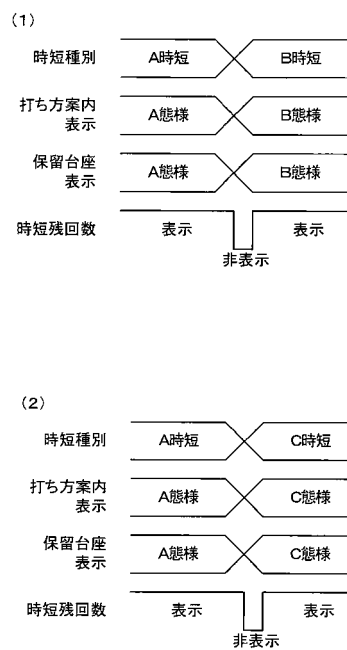 (1)
時短種別 A時短 B時短
打ち方案内 A態様 B態様
表示
保留台座 A態様 B態様
表示
時短残回数 表示 表示
非表示
(2)
時短種別 A時短 C時短
打ち方案内 A態様 C態様
表示
保留台座 A態様 C態様
表示
時短残回数 表示 表示
非表示